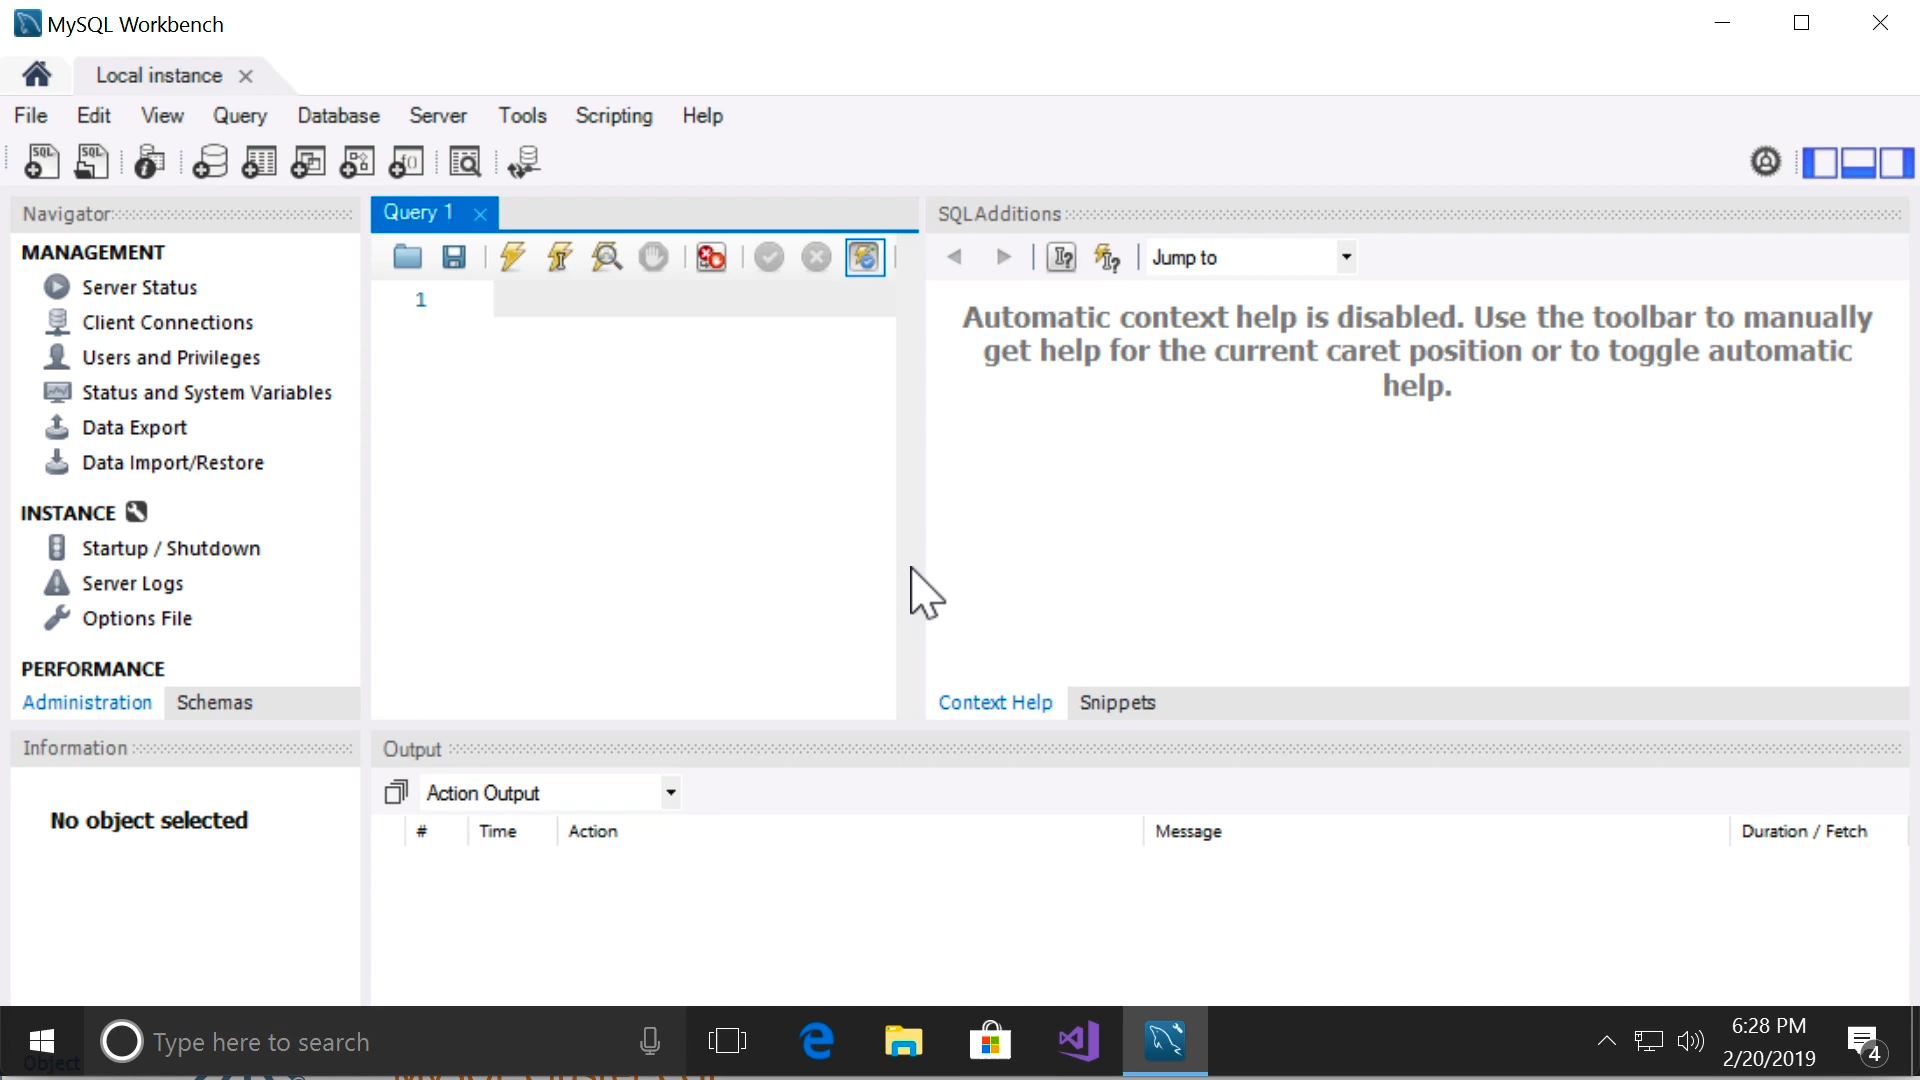 MySQL Workbench
Local instance
File Edit View Query Database Server Tools Scripting Help
SQL SQL
Navigator
MANAGEMENT
Server Status
Client Connections
Users and Privileges
Status and System Variables
Data Export
Data Import/Restore
INSTANCE
Startup / Shutdown
Server Logs
Options File
PERFORMANCE
Administration Schemas
Query 1
1
SQLAdditions
Jump to
Automatic context help is disabled. Use the toolbar to manually
get help for the current caret position or to toggle automatic
help.
Context Help Snippets
Information
No object selected
Output
Action Output
# Time Action Message Duration / Fetch
Object
Type here to search
6:28 PM
2/20/2019
4